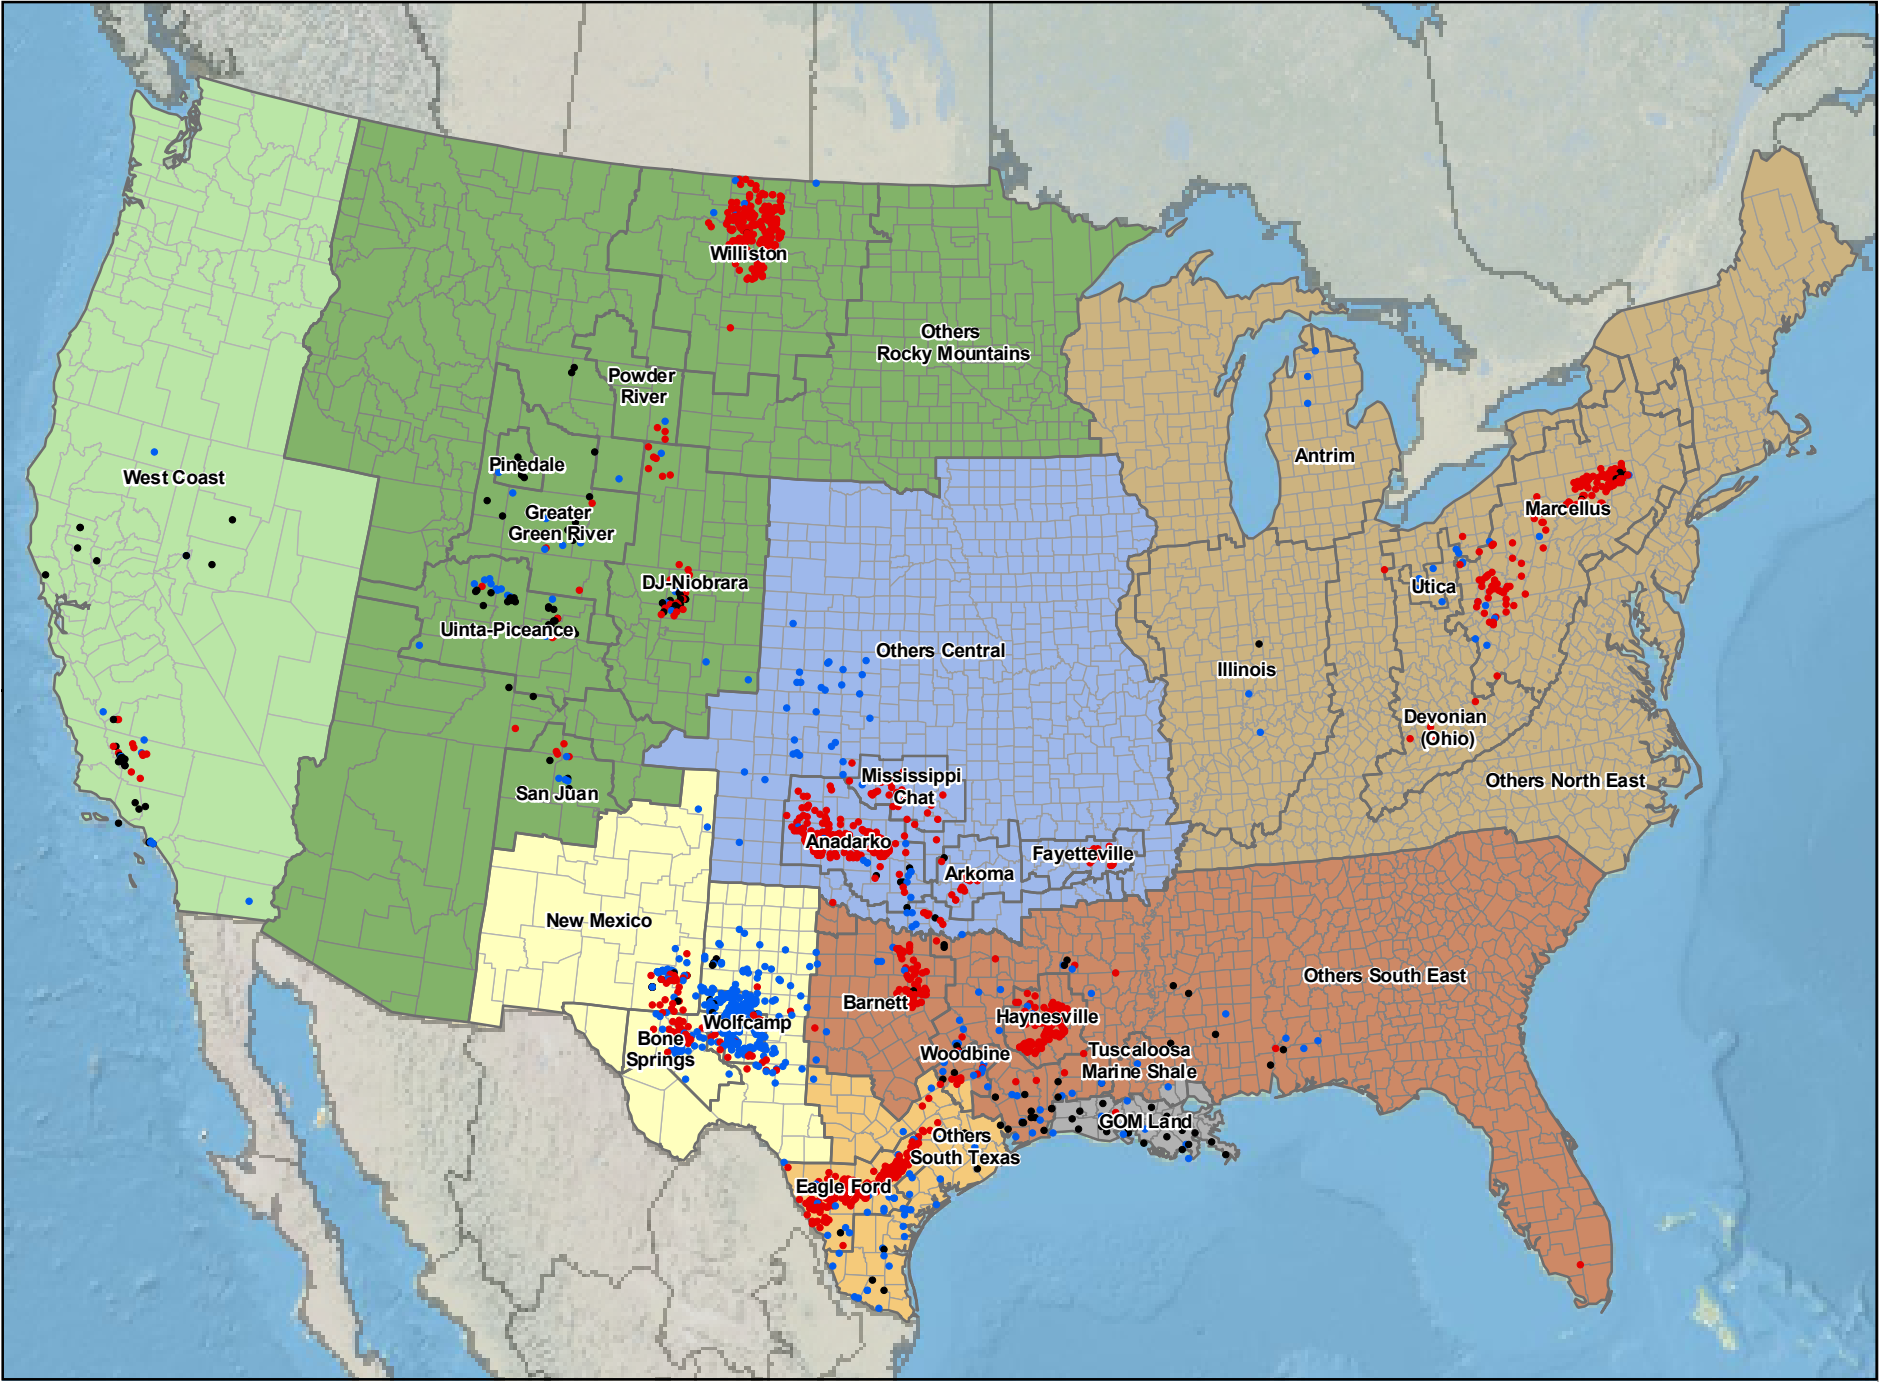 Williston
Others
Rocky Mountains
Powder
River
Pinedale
West Coast
Antrim
Greater
Green River
Marcellus
DJ-Niobrara
Utica
Uinta-Piceance
Others Central
Illinois
Devonian
(Ohio)
Mississippi
Chat
Others North East
San Juan
Anadarko
Fayetteville
Arkoma
New Mexico
Others South East
Barnett
Haynesville
Wolfcamp
Bone
Springs
Woodbine
Tuscaloosa
Marine Shale
GOM Land
Others
South Texas
Eagle Ford